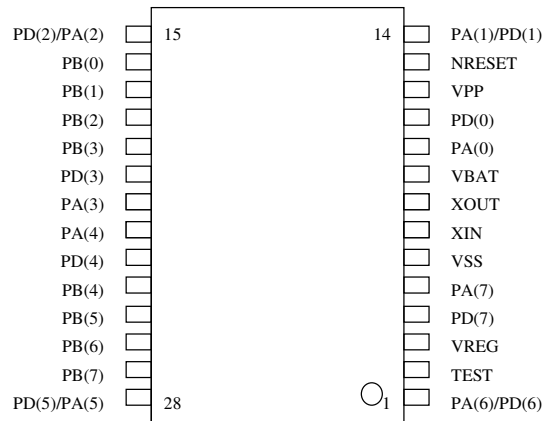 PD(2)/PA(2) 15 14 PA(1)/PD(1)
PB(0) NRESET
PB(1) VPP
PB(2) PD(0)
PB(3) PA(0)
PD(3) VBAT
PA(3) XOUT
PA(4) XIN
PD(4) VSS
PB(4) PA(7)
PB(5) PD(7)
PB(6) VREG
PB(7) TEST
PD(5)/PA(5) 28 1 PA(6)/PD(6)